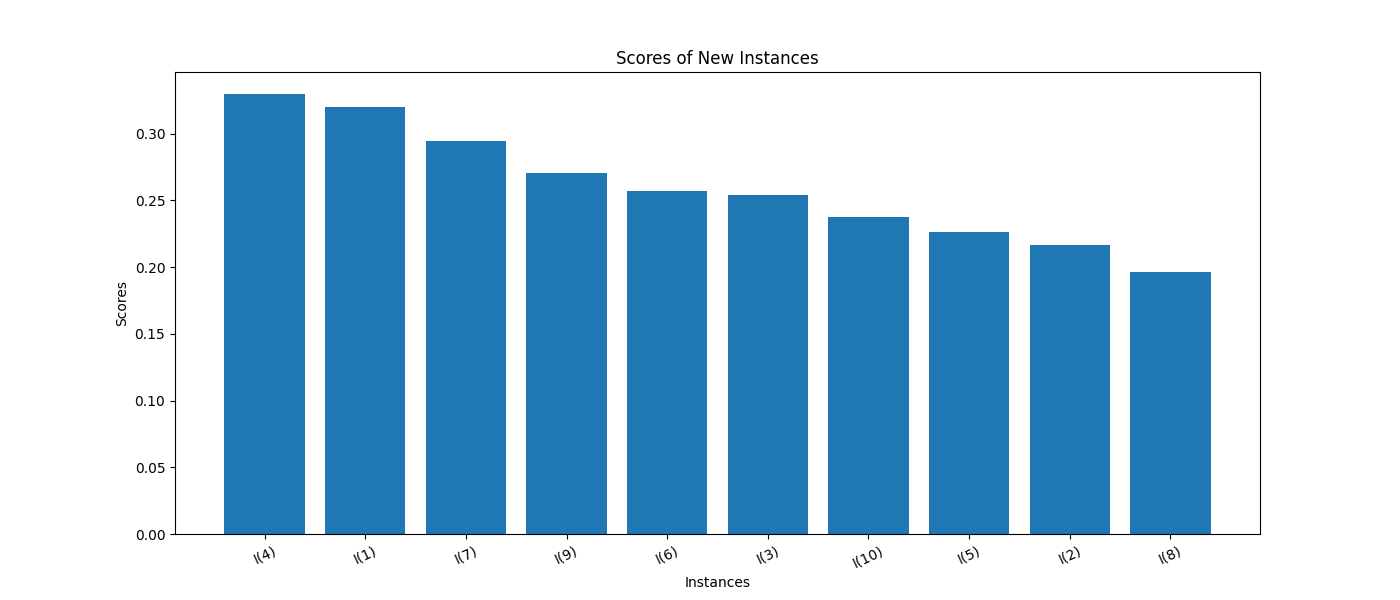 Scores of New Instances
Scores
0.30
0.25
0.20
0.15
0.10
0.05
0.00
I(4) I(1) I(7) I(9) I(6) I(3) I(10) I(5) I(2) I(8)
Instances